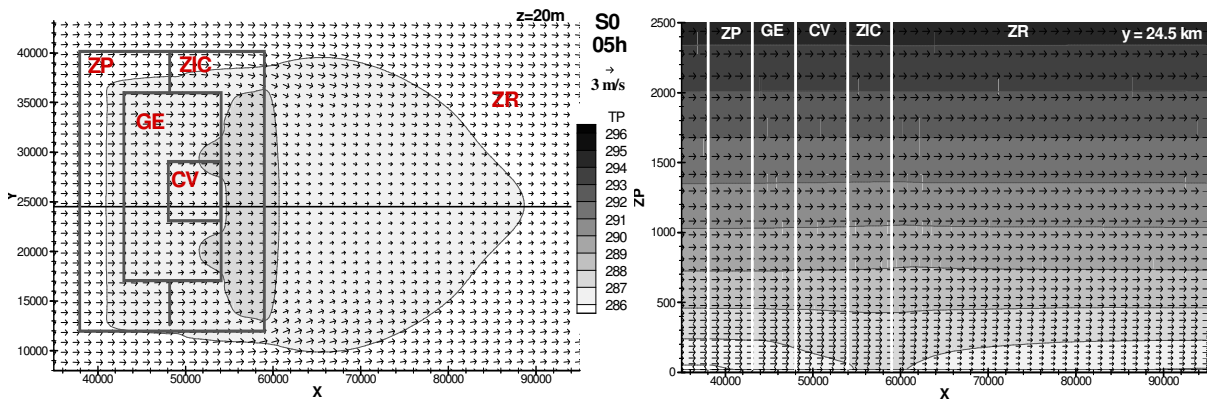 z=20m
S0
05h
3 m/s
TP
296
295
294
293
292
291
290
289
288
287
286
ZP
ZIC
GE
CV
ZR
Y
40000
35000
30000
25000
20000
15000
10000
40000 50000 60000 70000 80000 90000
X
ZP GE CV ZIC ZR y = 24.5 km
ZP
2500
2000
1500
1000
500
0
40000 50000 60000 70000 80000 90000
X